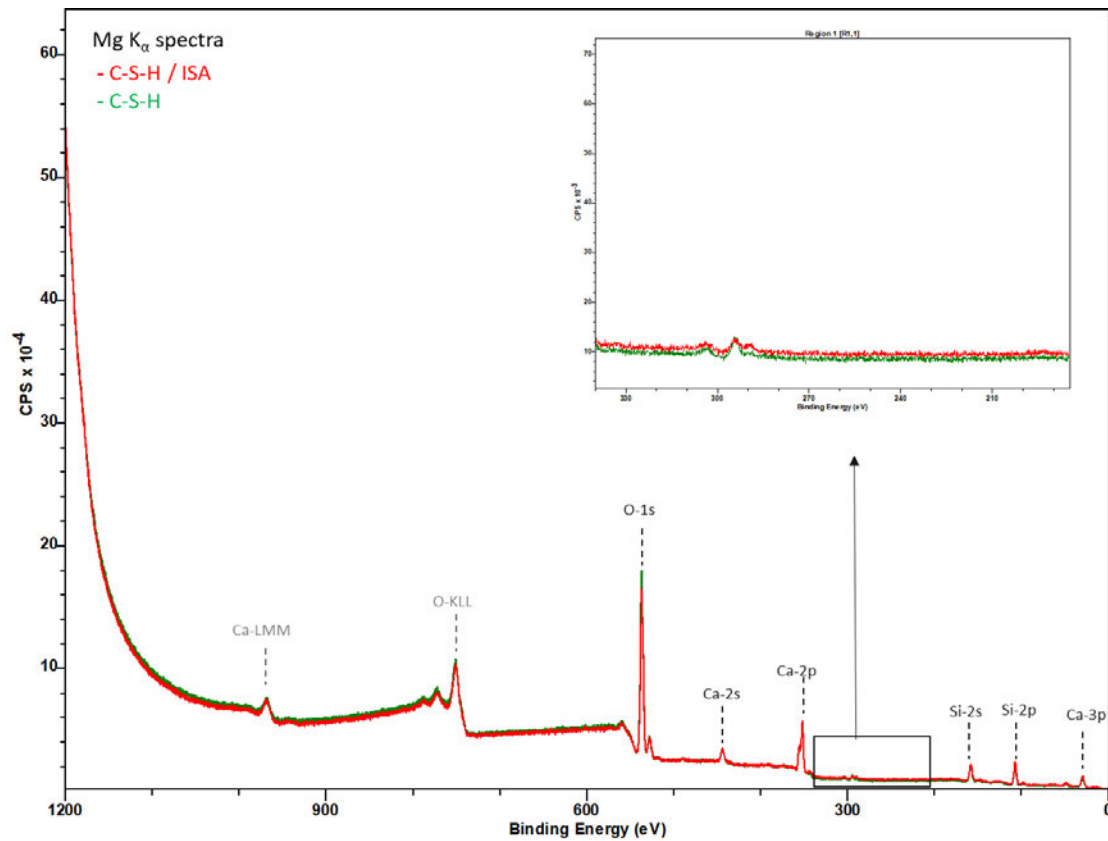 Mg Kα spectra
- C-S-H / ISA
- C-S-H
Region 1 [R1,1]
CPS x 10⁻³
70
60
50
40
30
20
10
330
300
270
240
210
Binding Energy (eV)
CPS x 10⁻⁴
60
50
40
30
20
10
Ca-LMM
O-KLL
O-1s
Ca-2s
Ca-2p
Si-2s
Si-2p
Ca-3p
1200
900
600
300
0
Binding Energy (eV)